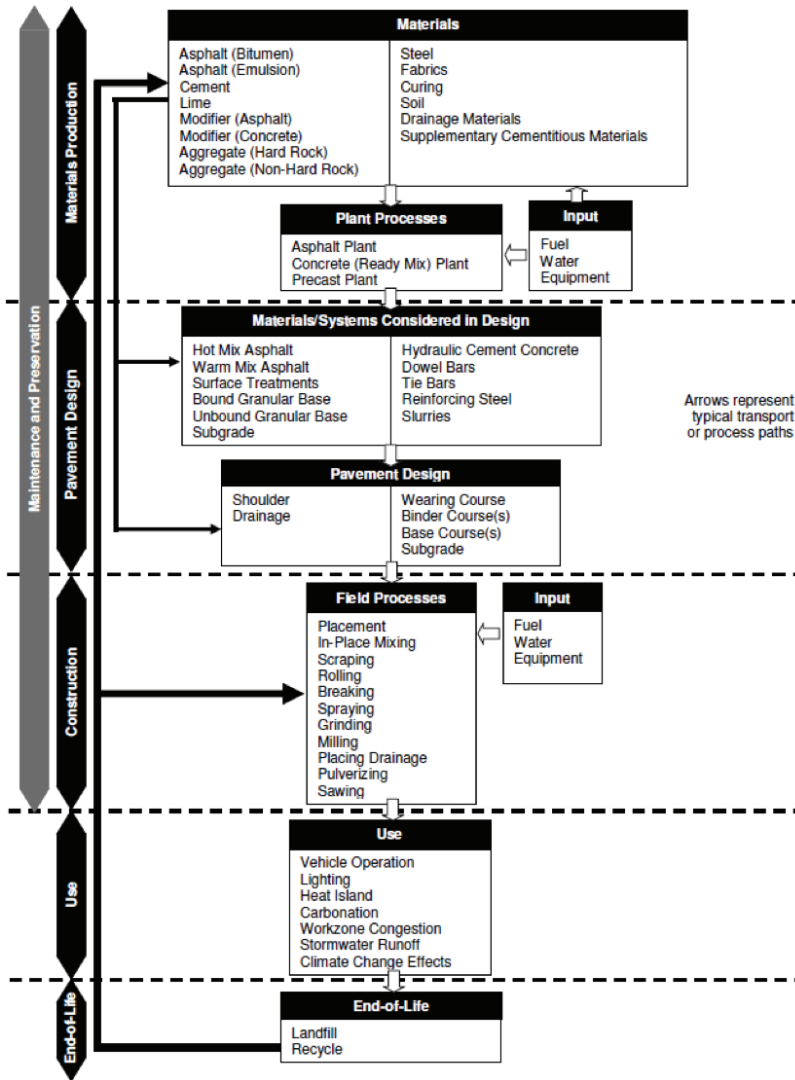 Materials
Asphalt (Bitumen)
Asphalt (Emulsion)
Cement
Lime
Modifier (Asphalt)
Modifier (Concrete)
Aggregate (Hard Rock)
Aggregate (Non-Hard Rock)
Steel
Fabrics
Curing
Soil
Drainage Materials
Supplementary Cementitious Materials
Plant Processes
Asphalt Plant
Concrete (Ready Mix) Plant
Precast Plant
Input
Fuel
Water
Equipment
Materials Production
Maintenance and Preservation
Materials/Systems Considered in Design
Hot Mix Asphalt
Warm Mix Asphalt
Surface Treatments
Bound Granular Base
Unbound Granular Base
Subgrade
Hydraulic Cement Concrete
Dowel Bars
Tie Bars
Reinforcing Steel
Slurries
Arrows represent
typical transport
or process paths
Pavement Design
Pavement Design
Shoulder
Drainage
Wearing Course
Binder Course(s)
Base Course(s)
Subgrade
Construction
Field Processes
Placement
In-Place Mixing
Scraping
Rolling
Breaking
Spraying
Grinding
Milling
Placing Drainage
Pulverizing
Sawing
Input
Fuel
Water
Equipment
Use
Use
Vehicle Operation
Lighting
Heat Island
Carbonation
Workzone Congestion
Stormwater Runoff
Climate Change Effects
End-of-Life
End-of-Life
Landfill
Recycle